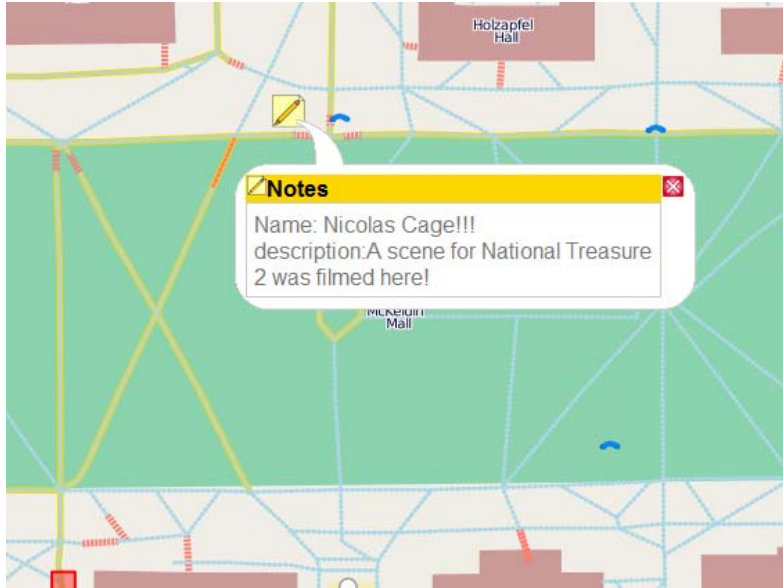 Holzapfel
Hall
Notes
Name: Nicolas Cage!!!
description:A scene for National Treasure
2 was filmed here!
McKeldin
Mall